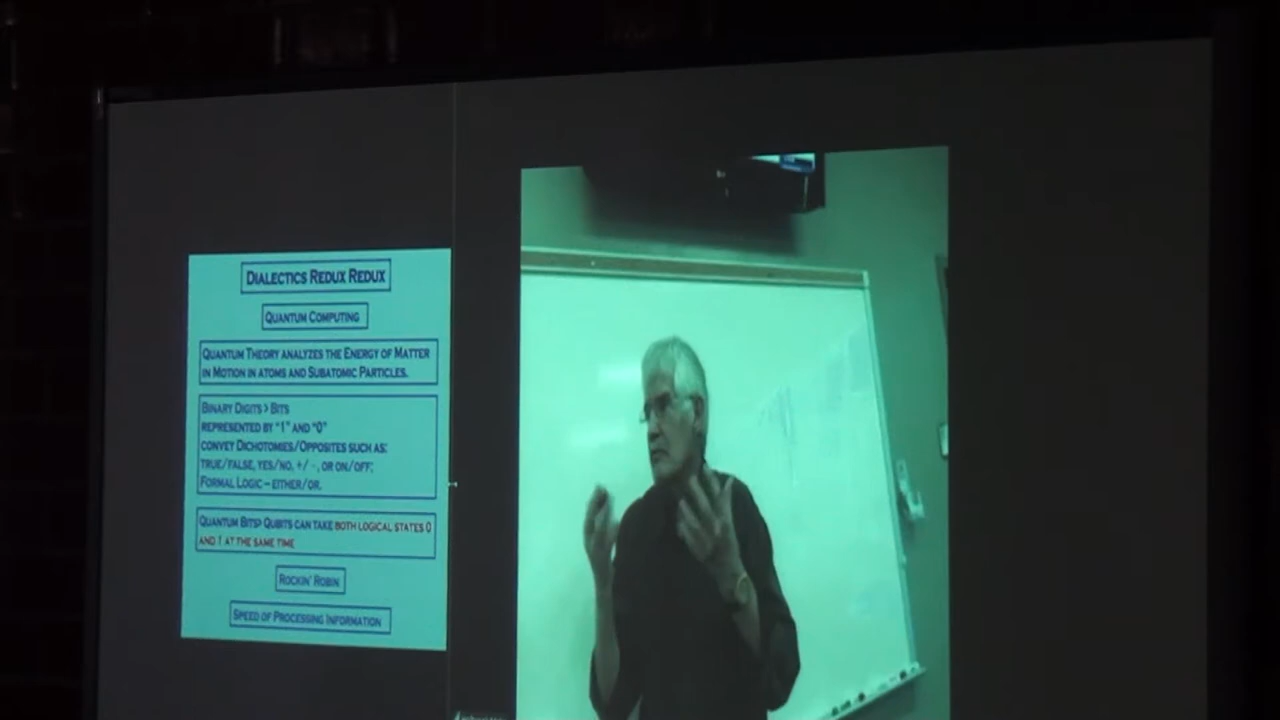 DIALECTICS REDUX REDUX
QUANTUM COMPUTING
QUANTUM THEORY ANALYZES THE ENERGY OF MATTER
IN MOTION IN ATOMS AND SUBATOMIC PARTICLES.
BINARY DIGITS > BITS
REPRESENTED BY "1" AND "0"
CONVEY DICHOTOMIES/OPPOSITES SUCH AS:
TRUE/FALSE, YES/NO, +/-, OR ON/OFF;
FORMAL LOGIC – EITHER/OR.
QUANTUM BITS> QUBITS CAN TAKE BOTH LOGICAL STATES 0
AND 1 AT THE SAME TIME
ROCKIN' ROBIN
SPEED OF PROCESSING INFORMATION